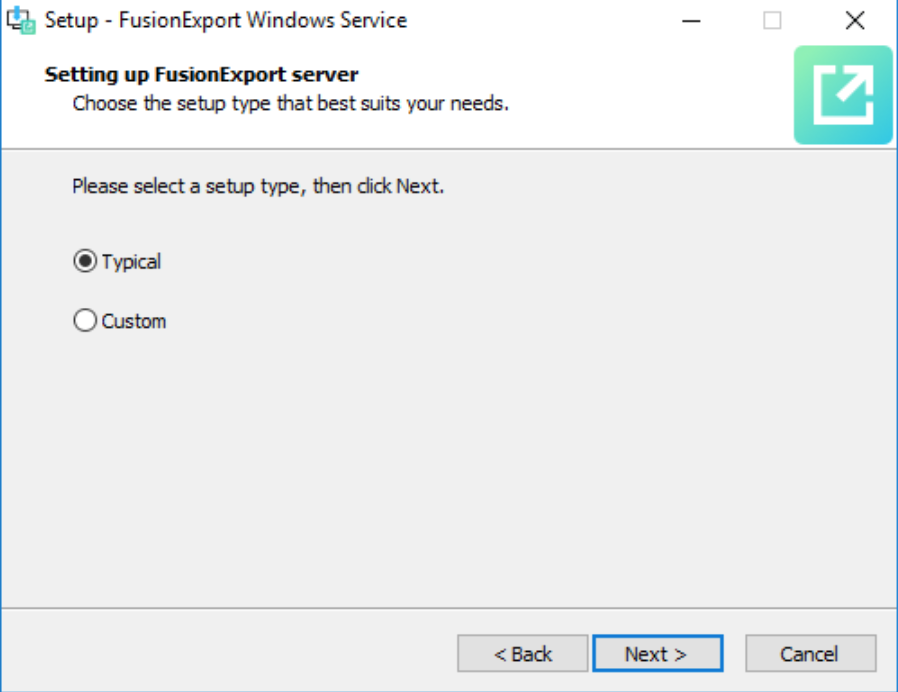 Setup - FusionExport Windows Service
Setting up FusionExport server
Choose the setup type that best suits your needs.
Please select a setup type, then click Next.
Typical
Custom
< Back Next > Cancel